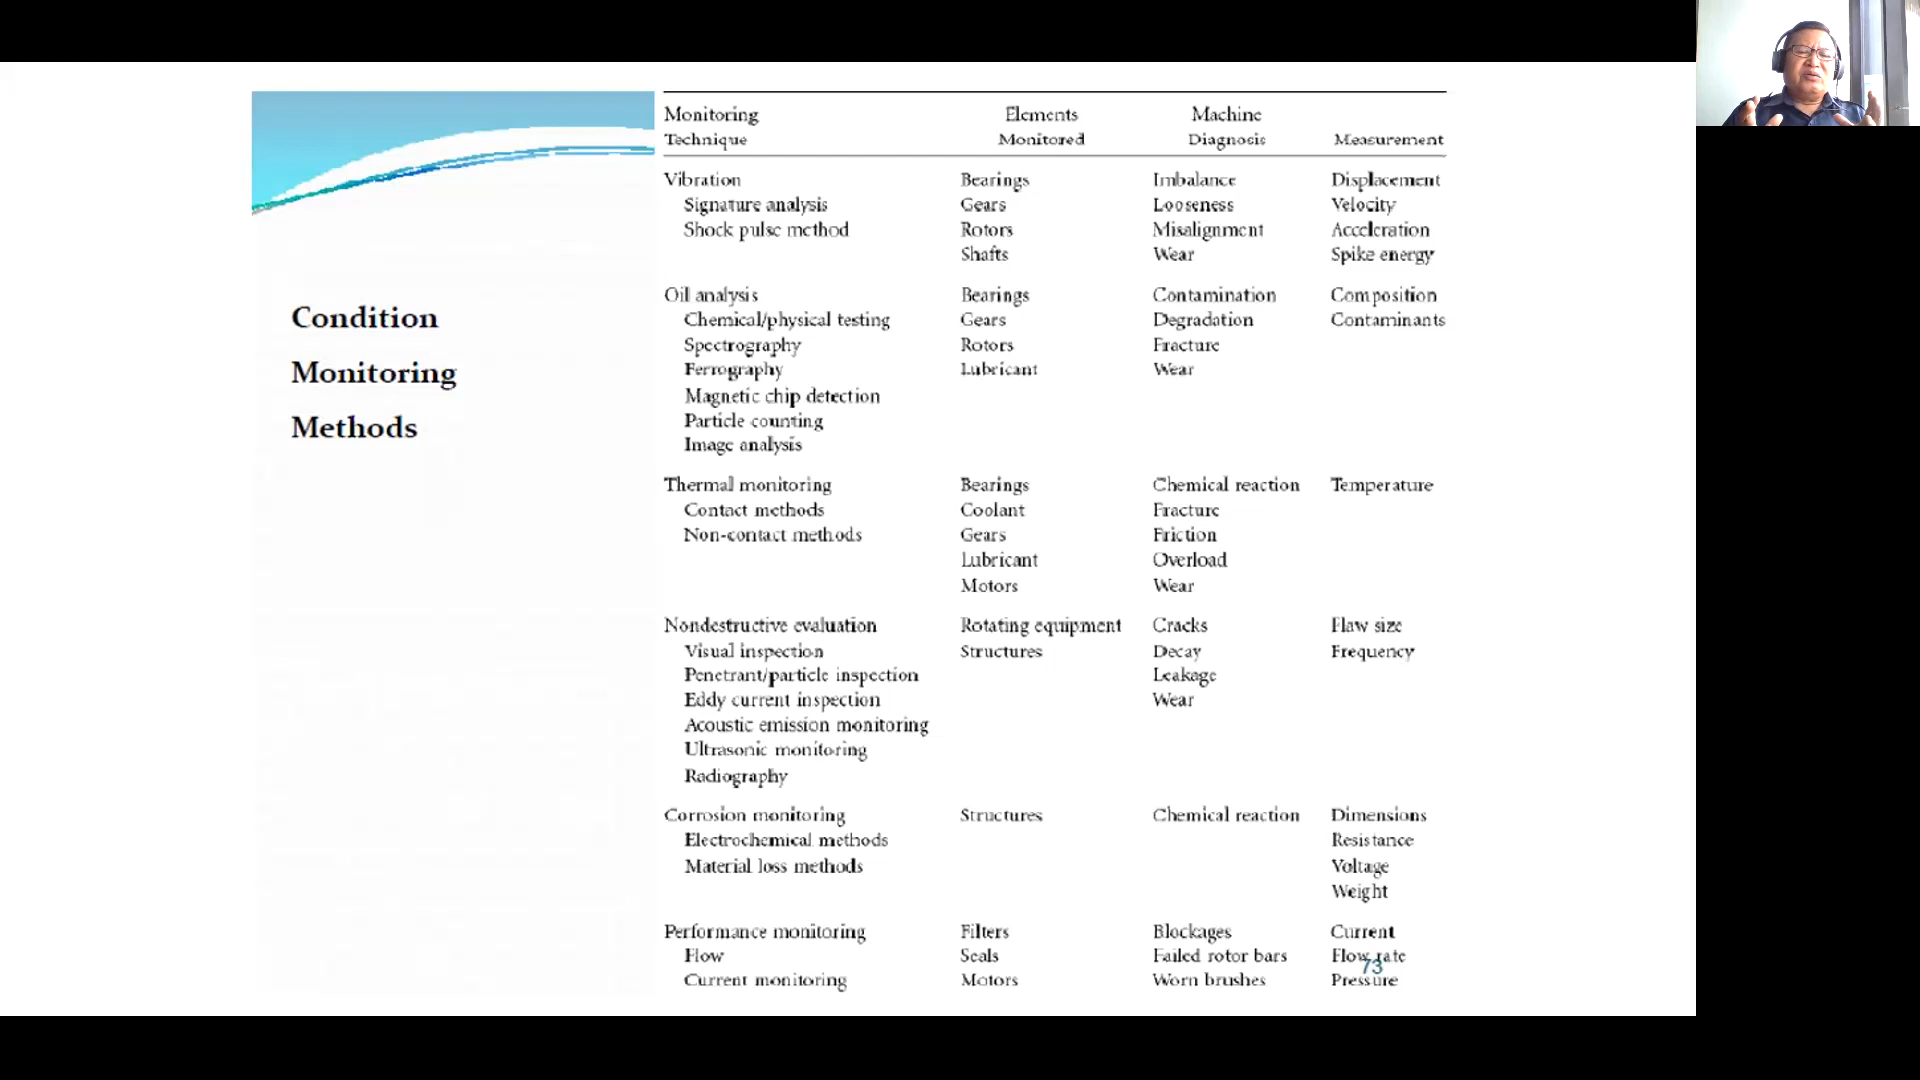 Condition
Monitoring
Methods
Monitoring Elements Machine
Technique Monitored Diagnosis Measurement
Vibration Bearings Imbalance Displacement
Signature analysis Gears Looseness Velocity
Shock pulse method Rotors Misalignment Acceleration
Shafts Wear Spike energy
Oil analysis Bearings Contamination Composition
Chemical/physical testing Gears Degradation Contaminants
Spectrography Rotors Fracture
Ferrography Lubricant Wear
Magnetic chip detection
Particle counting
Image analysis
Thermal monitoring Bearings Chemical reaction Temperature
Contact methods Coolant Fracture
Non-contact methods Gears Friction
Lubricant Overload
Motors Wear
Nondestructive evaluation Rotating equipment Cracks Flaw size
Visual inspection Structures Decay Frequency
Penetrant/particle inspection Leakage
Eddy current inspection Wear
Acoustic emission monitoring
Ultrasonic monitoring
Radiography
Corrosion monitoring Structures Chemical reaction Dimensions
Electrochemical methods Resistance
Material loss methods Voltage
Weight
Performance monitoring Filters Blockages Current
Flow Seals Failed rotor bars Flow rate
Current monitoring Motors Worn brushes Pressure
73